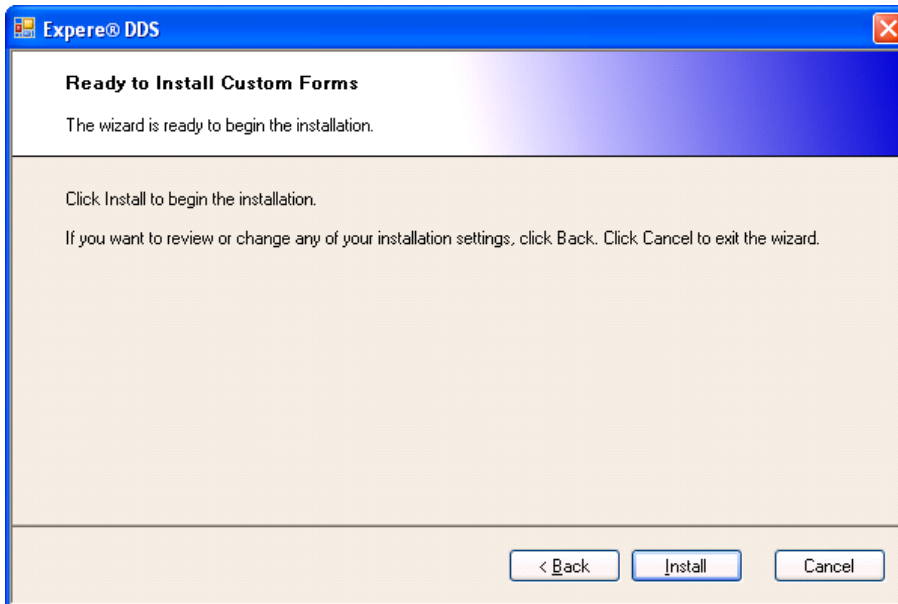 Expere® DDS
Ready to Install Custom Forms
The wizard is ready to begin the installation.
Click Install to begin the installation.
If you want to review or change any of your installation settings, click Back. Click Cancel to exit the wizard.
< Back Install Cancel